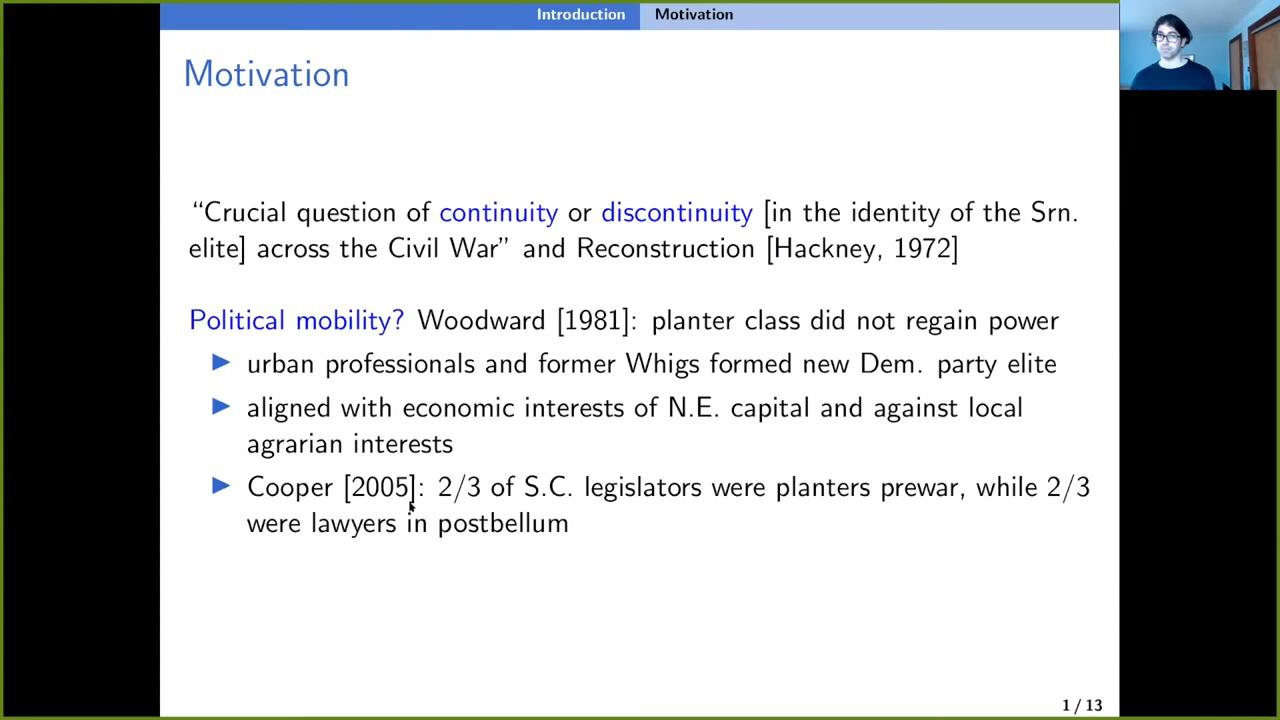 Introduction Motivation
Motivation
“Crucial question of continuity or discontinuity [in the identity of the Srn.
elite] across the Civil War” and Reconstruction [Hackney, 1972]
Political mobility? Woodward [1981]: planter class did not regain power
▶ urban professionals and former Whigs formed new Dem. party elite
▶ aligned with economic interests of N.E. capital and against local
agrarian interests
▶ Cooper [2005]: 2/3 of S.C. legislators were planters prewar, while 2/3
were lawyers in postbellum
1 / 13